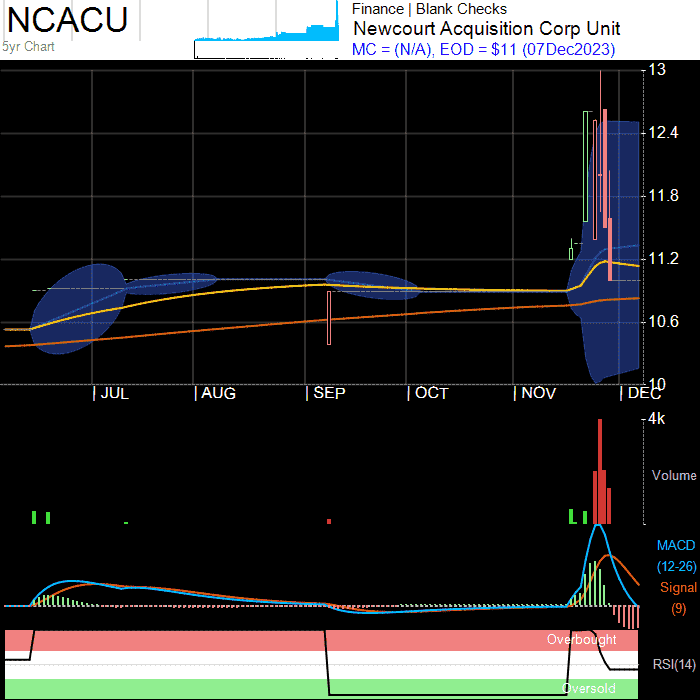 NCACU
5yr Chart
Finance | Blank Checks
Newcourt Acquisition Corp Unit
MC = (N/A), EOD = $11 (07Dec2023)
13
12.4
11.8
11.2
10.6
10
JUL
AUG
SEP
OCT
NOV
DEC
4k
Volume
MACD
(12-26)
Signal
(9)
Overbought
RSI(14)
Oversold